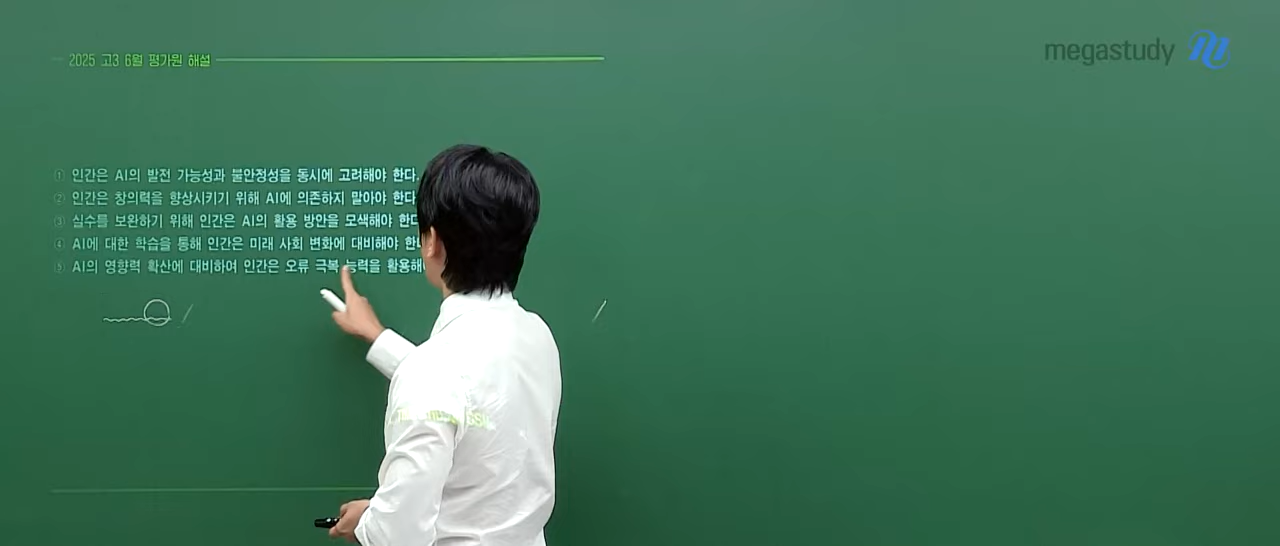 megastudy
2025 고3 6월 평가원 해설
① 인간은 AI의 발전 가능성과 불안정성을 동시에 고려해야 한다.
② 인간은 창의력을 향상시키기 위해 AI에 의존하지 말아야 한다
③ 실수를 보완하기 위해 인간은 AI의 활용 방안을 모색해야 한다
④ AI에 대한 학습을 통해 인간은 미래 사회 변화에 대비해야
⑤ AI의 영향력 확산에 대비하여 인간은 오류 극복 능력을